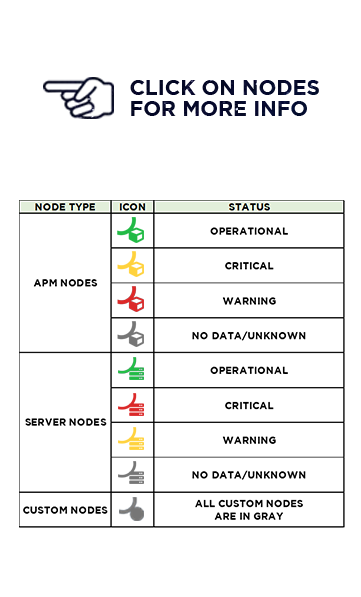 CLICK ON NODES
FOR MORE INFO
NODE TYPE ICON STATUS
APM NODES
OPERATIONAL
CRITICAL
WARNING
NO DATA/UNKNOWN
SERVER NODES
OPERATIONAL
CRITICAL
WARNING
NO DATA/UNKNOWN
CUSTOM NODES
ALL CUSTOM NODES
ARE IN GRAY